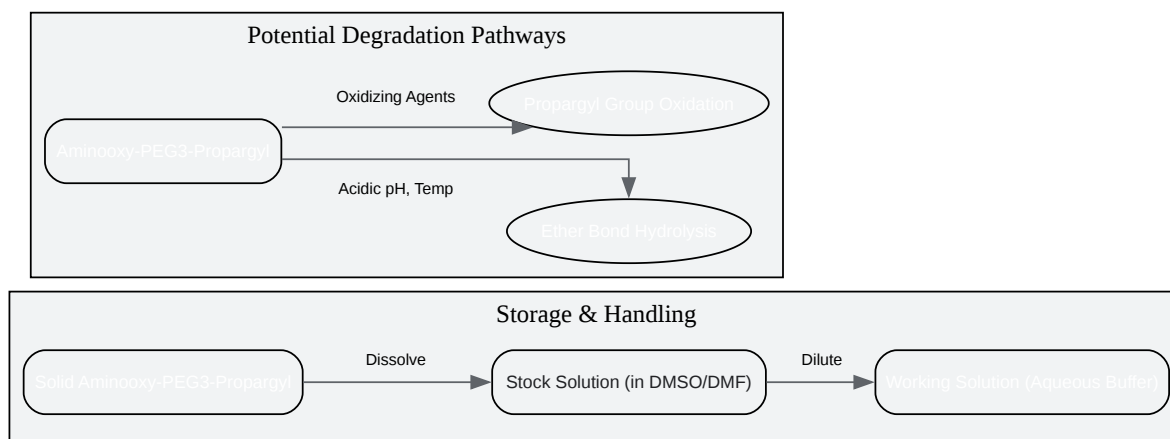 Potential Degradation Pathways
Oxidizing Agents
Propargyl Group Oxidation
Aminooxy-PEG3-Propargyl
Acidic pH, Temp
Ether Bond Hydrolysis
Storage & Handling
Solid Aminooxy-PEG3-Propargyl
Dissolve
Stock Solution (in DMSO/DMF)
Dilute
Working Solution (Aqueous Buffer)